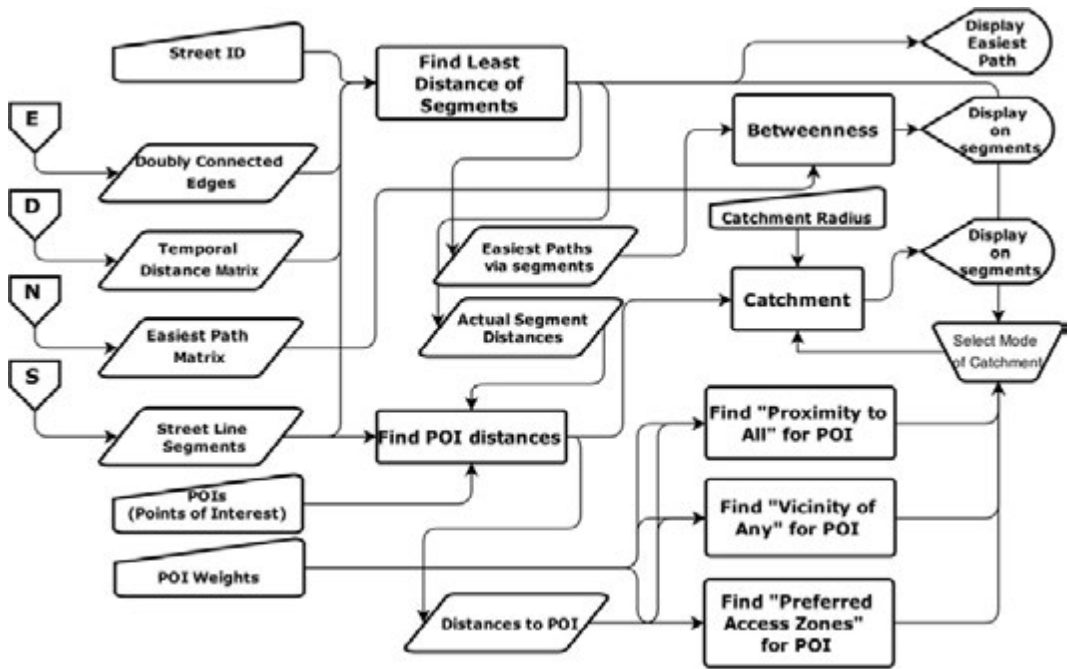 Street ID
Find Least
Distance of
Segments
Display
Easiest
Path
E
Doubly Connected
Edges
Betweenness
Display
on
segments
D
Temporal
Distance Matrix
Catchment Radius
Easiest Paths
via segments
Display
on
segments
N
Easiest Path
Matrix
Actual Segment
Distances
Catchment
Select Mode
of Catchment
S
Street Line
Segments
Find POI distances
Find "Proximity to
All" for POI
POIs
(Points of Interest)
Find "Vicinity of
Any" for POI
POI Weights
Distances to POI
Find "Preferred
Access Zones"
for POI